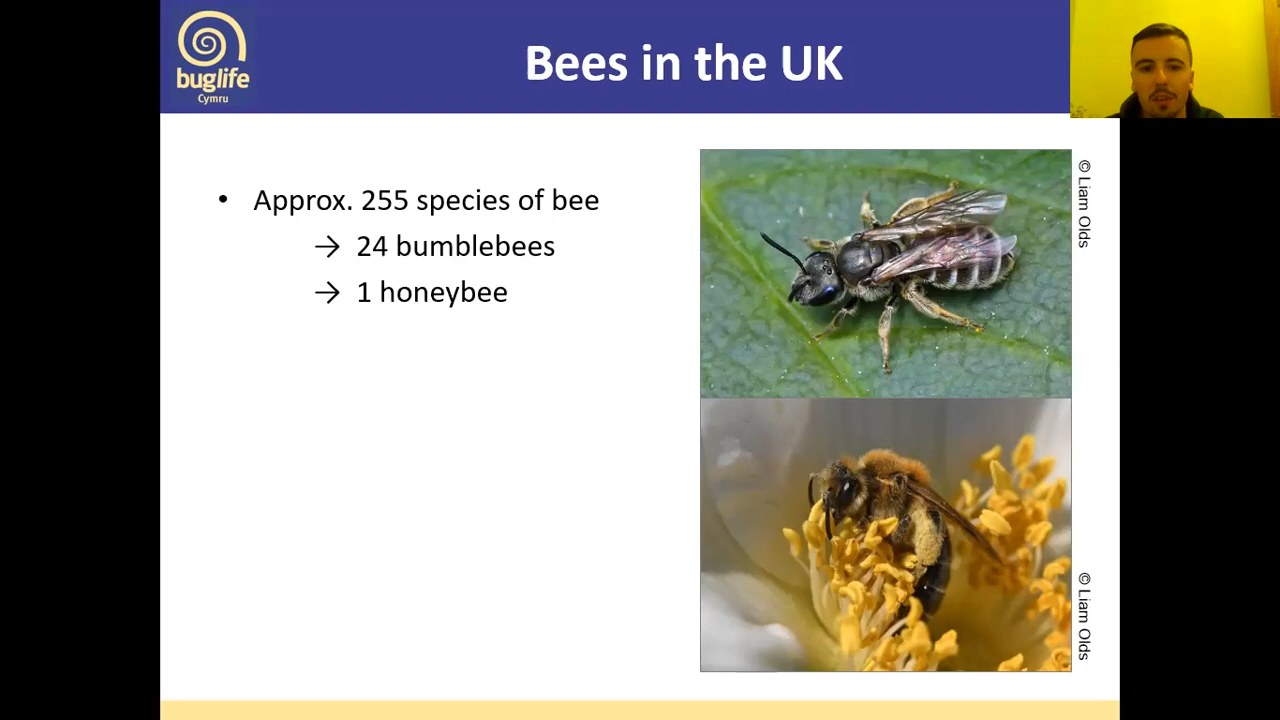 buglife
Cymru
Bees in the UK
• Approx. 255 species of bee
→ 24 bumblebees
→ 1 honeybee
© Liam Olds
© Liam Olds